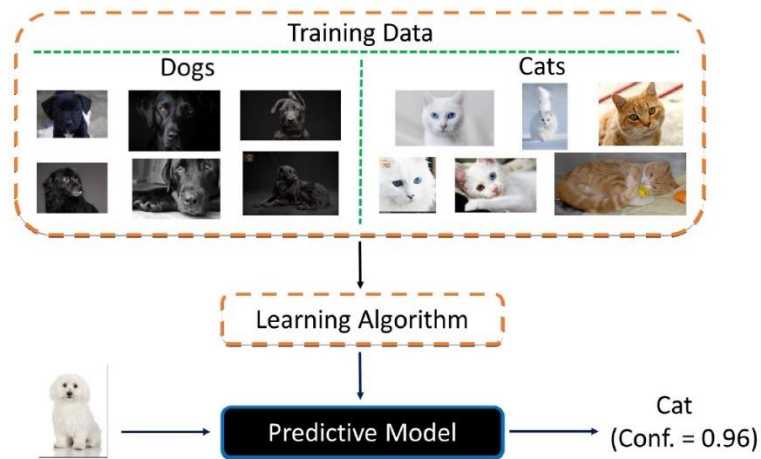 Training Data
Dogs
Cats
Learning Algorithm
Predictive Model
Cat
(Conf. = 0.96)